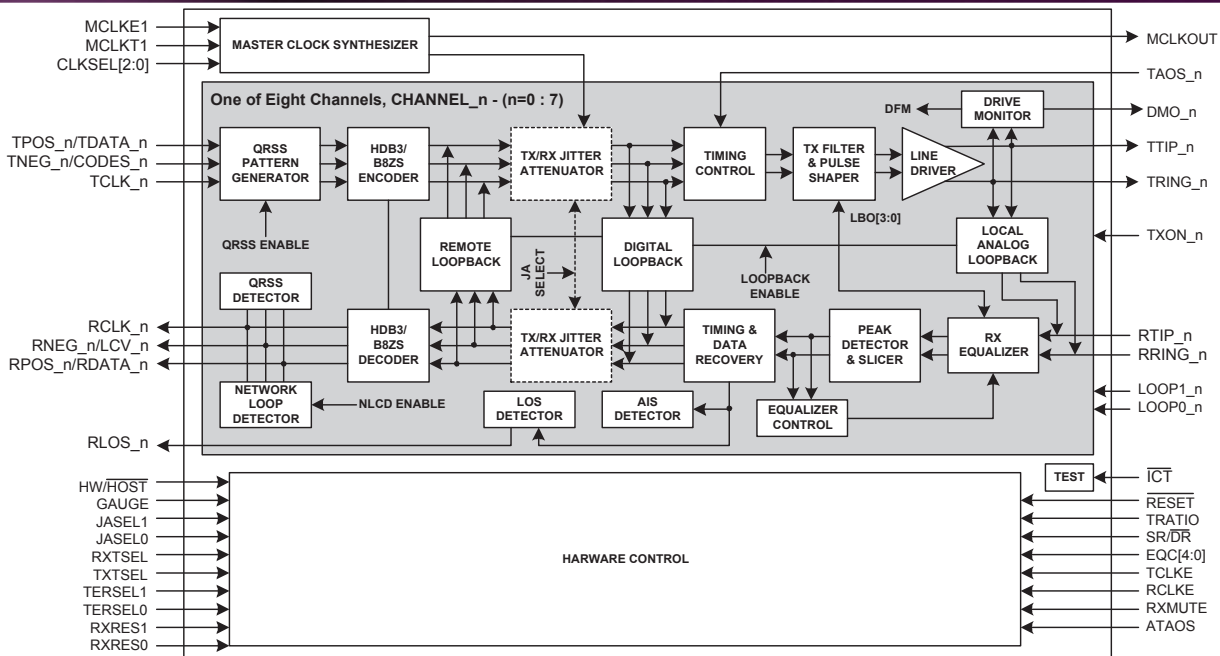 MCLKE1
MCLKT1
CLKSEL[2:0]
MASTER CLOCK SYNTHESIZER
MCLKOUT
TAOS_n
One of Eight Channels, CHANNEL_n - (n=0 : 7)
DFM
DRIVE
MONITOR
DMO_n
TPOS_n/TDATA_n
TNEG_n/CODES_n
TCLK_n
QRSS
PATTERN
GENERATOR
HDB3/
B8ZS
ENCODER
TX/RX JITTER
ATTENUATOR
TIMING
CONTROL
TX FILTER
& PULSE
SHAPER
LINE
DRIVER
TTIP_n
TRING_n
QRSS ENABLE
REMOTE
LOOPBACK
JA
SELECT
DIGITAL
LOOPBACK
LOOPBACK
ENABLE
LBO[3:0]
LOCAL
ANALOG
LOOPBACK
TXON_n
QRSS
DETECTOR
RCLK_n
RNEG_n/LCV_n
RPOS_n/RDATA_n
HDB3/
B8ZS
DECODER
TX/RX JITTER
ATTENUATOR
TIMING &
DATA
RECOVERY
PEAK
DETECTOR
& SLICER
RX
EQUALIZER
RTIP_n
RRING_n
NETWORK
LOOP
DETECTOR
NLCD ENABLE
LOS
DETECTOR
AIS
DETECTOR
EQUALIZER
CONTROL
LOOP1_n
LOOP0_n
RLOS_n
TEST
ICT
HW/HOST
GAUGE
JASEL1
JASEL0
RXTSEL
TXTSEL
TERSEL1
TERSEL0
RXRES1
RXRES0
HARWARE CONTROL
RESET
TRATIO
SR/DR
EQC[4:0]
TCLKE
RCLKE
RXMUTE
ATAOS